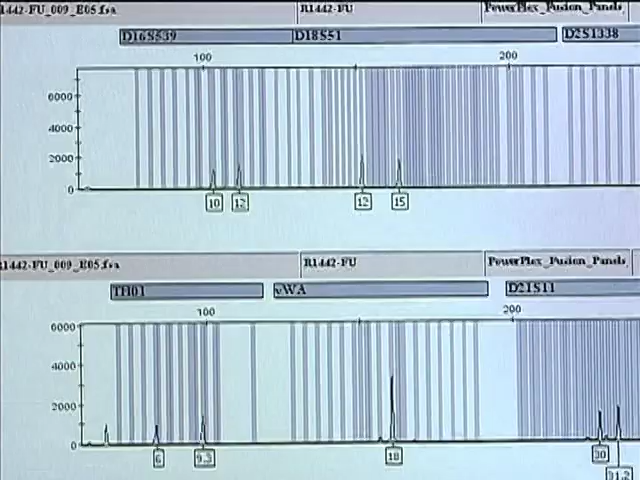 R1442-FU_009_E05.fsa R1442-FU PowerPlex_Fusion_Panels_
D16S539 D18S51 D2S1338
100 200
6000
4000
2000
0
10 12 12 15
R1442-FU_009_E05.fsa R1442-FU PowerPlex_Fusion_Panels_
TH01 vWA D21S11
100 200
6000
4000
2000
0
6 9.3 18 30
31.2